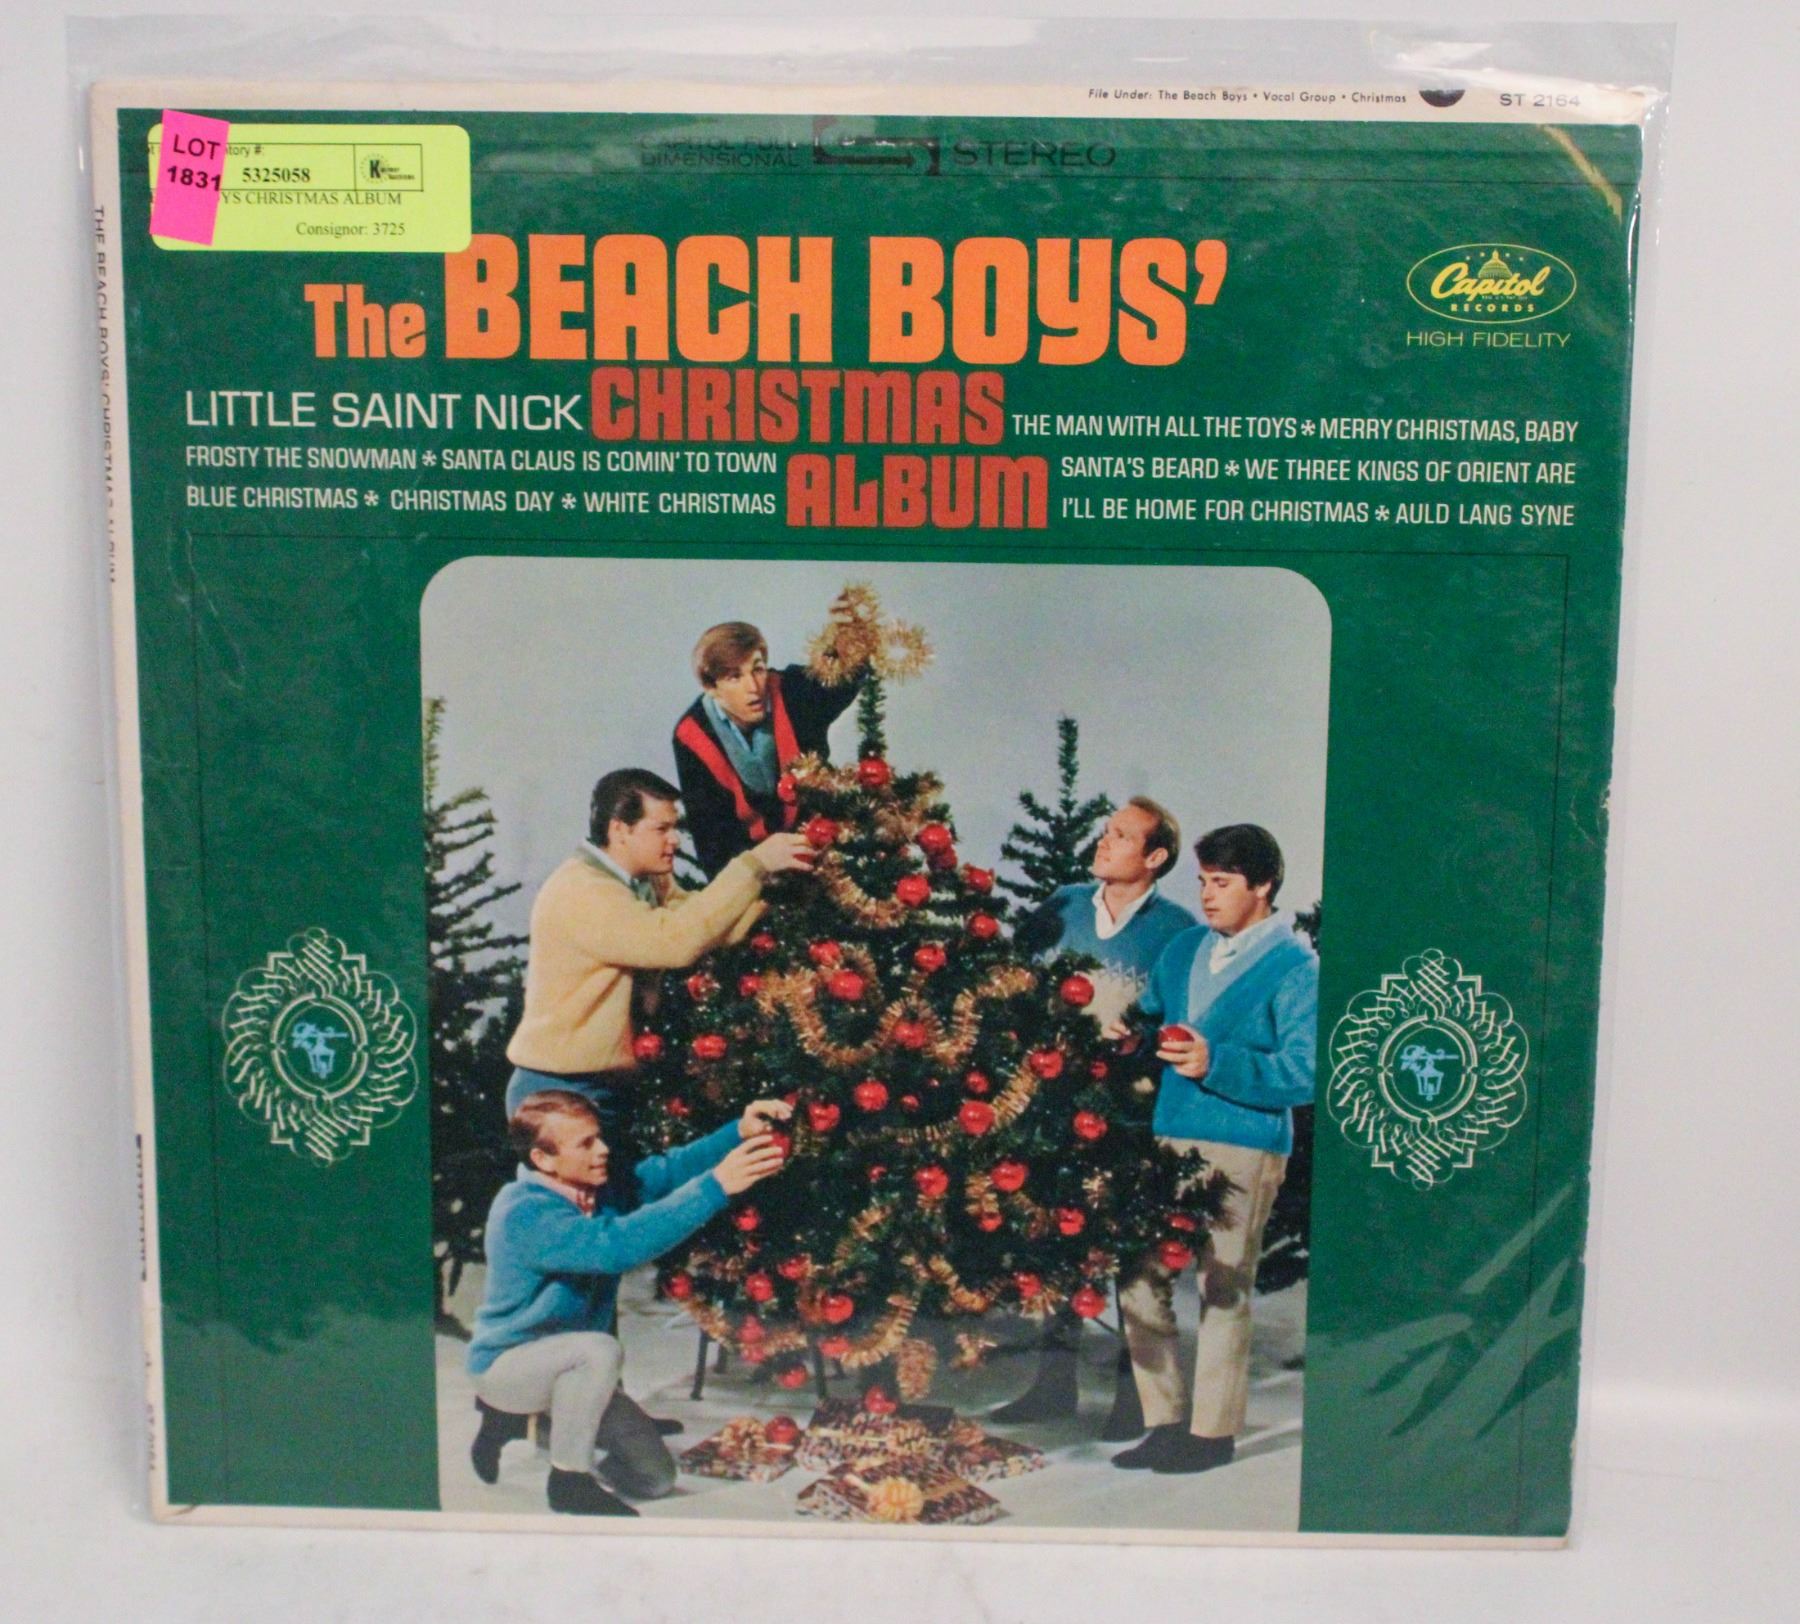 File Under: The Beach Boys • Vocal Group • Christmas
ST 2164
CAPITOL FULL
DIMENSIONAL
STEREO
LOT
1831
tory #:
5325058
YS CHRISTMAS ALBUM
Consignor: 3725
The BEACH BOYS'
CHRISTMAS
ALBUM
Capitol
RECORDS
HIGH FIDELITY
LITTLE SAINT NICK
FROSTY THE SNOWMAN * SANTA CLAUS IS COMIN' TO TOWN
BLUE CHRISTMAS * CHRISTMAS DAY * WHITE CHRISTMAS
THE MAN WITH ALL THE TOYS * MERRY CHRISTMAS, BABY
SANTA'S BEARD * WE THREE KINGS OF ORIENT ARE
I'LL BE HOME FOR CHRISTMAS * AULD LANG SYNE
THE BEACH BOYS' CHRISTMAS ALBUM